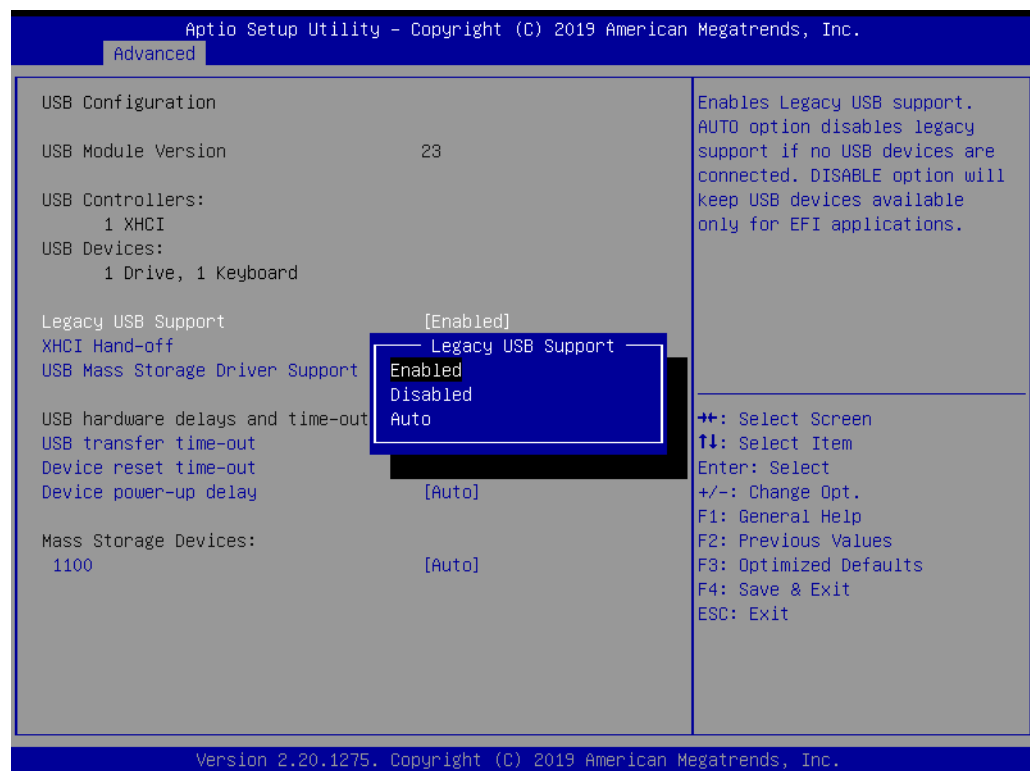 Aptio Setup Utility – Copyright (C) 2019 American Megatrends, Inc.
Advanced
USB Configuration
USB Module Version 23
USB Controllers:
1 XHCI
USB Devices:
1 Drive, 1 Keyboard
Legacy USB Support [Enabled]
XHCI Hand-off
USB Mass Storage Driver Support
USB hardware delays and time-out
USB transfer time-out
Device reset time-out
Device power-up delay [Auto]
Mass Storage Devices:
1100 [Auto]
Legacy USB Support
Enabled
Disabled
Auto
Enables Legacy USB support.
AUTO option disables legacy
support if no USB devices are
connected. DISABLE option will
keep USB devices available
only for EFI applications.
→←: Select Screen
↑↓: Select Item
Enter: Select
+/-: Change Opt.
F1: General Help
F2: Previous Values
F3: Optimized Defaults
F4: Save & Exit
ESC: Exit
Version 2.20.1275. Copyright (C) 2019 American Megatrends, Inc.